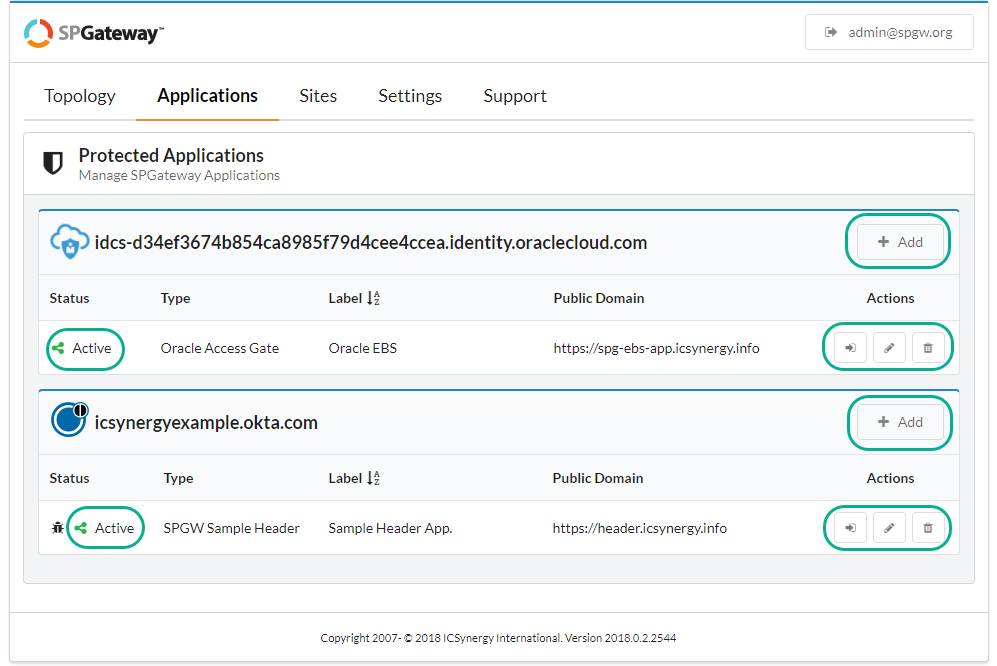 SPGateway™
admin@spgw.org
Topology Applications Sites Settings Support
Protected Applications
Manage SPGateway Applications
idcs-d34ef3674b854ca8985f79d4cee4ccea.identity.oraclecloud.com
Add
Status Type Label Public Domain Actions
Active Oracle Access Gate Oracle EBS https://spg-ebs-app.icsynergy.info
icsynergyexample.okta.com
Add
Status Type Label Public Domain Actions
Active SPGW Sample Header Sample Header App. https://header.icsynergy.info
Copyright 2007- © 2018 ICSynergy International. Version 2018.0.2.2544